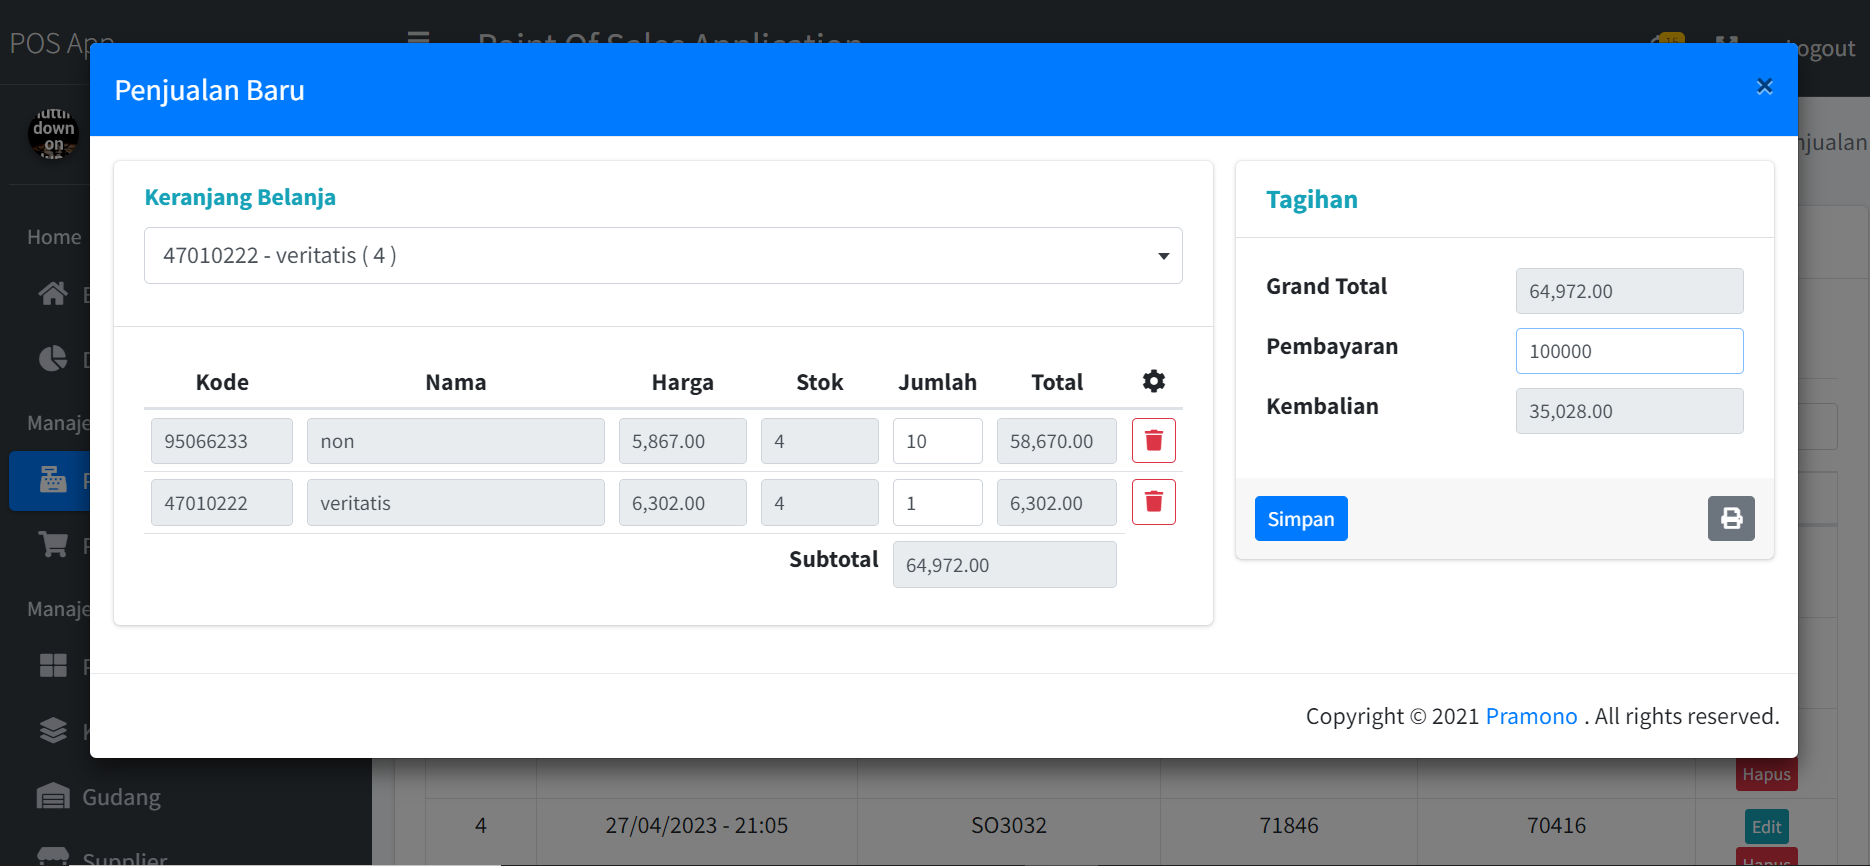 POS App
Point Of Sales Application
15
Logout
down
on
Penjualan Baru
×
Keranjang Belanja
47010222 - veritatis ( 4 )
Kode Nama Harga Stok Jumlah Total
95066233 non 5,867.00 4 10 58,670.00
47010222 veritatis 6,302.00 4 1 6,302.00
Subtotal 64,972.00
Tagihan
Grand Total 64,972.00
Pembayaran 100000
Kembalian 35,028.00
Simpan
Copyright © 2021 Pramono . All rights reserved.
Home
Manaje
Manaje
Gudang
Supplier
njualan
Hapus
4 27/04/2023 - 21:05 SO3032 71846 70416 Edit
Hapus